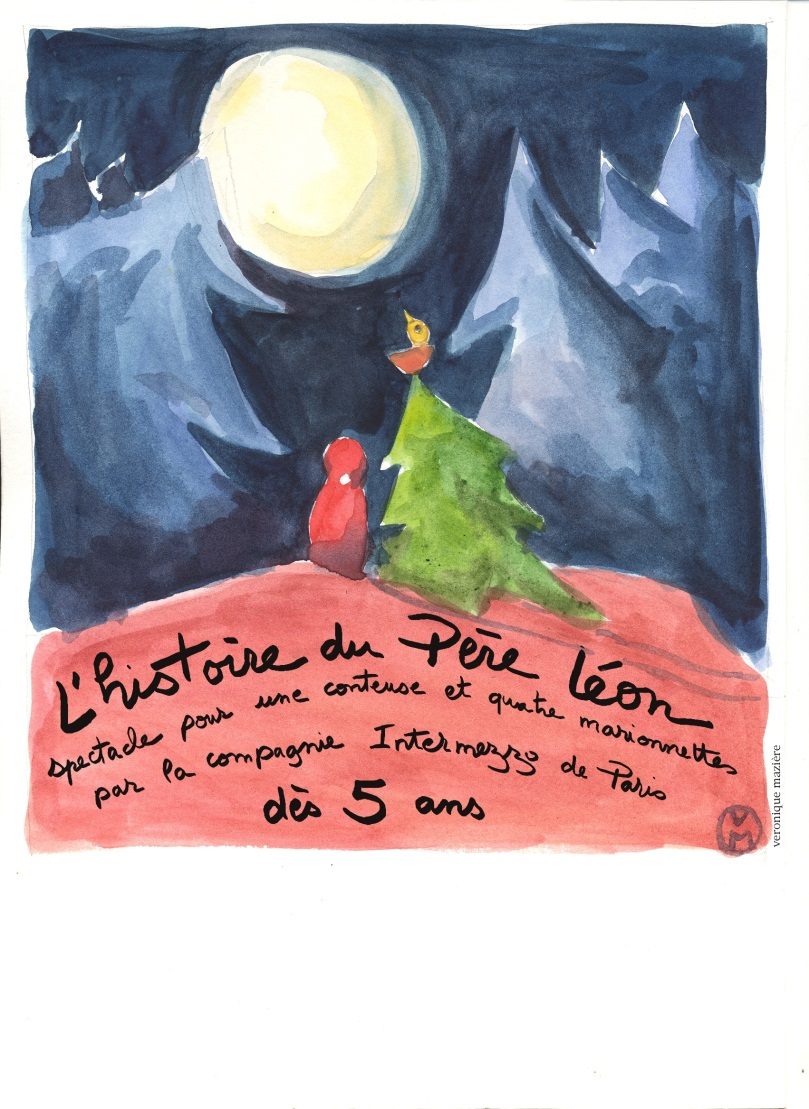 L'histoire du Père Léon
spectacle pour une conteuse et quatre marionnettes
par la compagnie Intermezzo de Paris
dès 5 ans
VM
veronique mazière